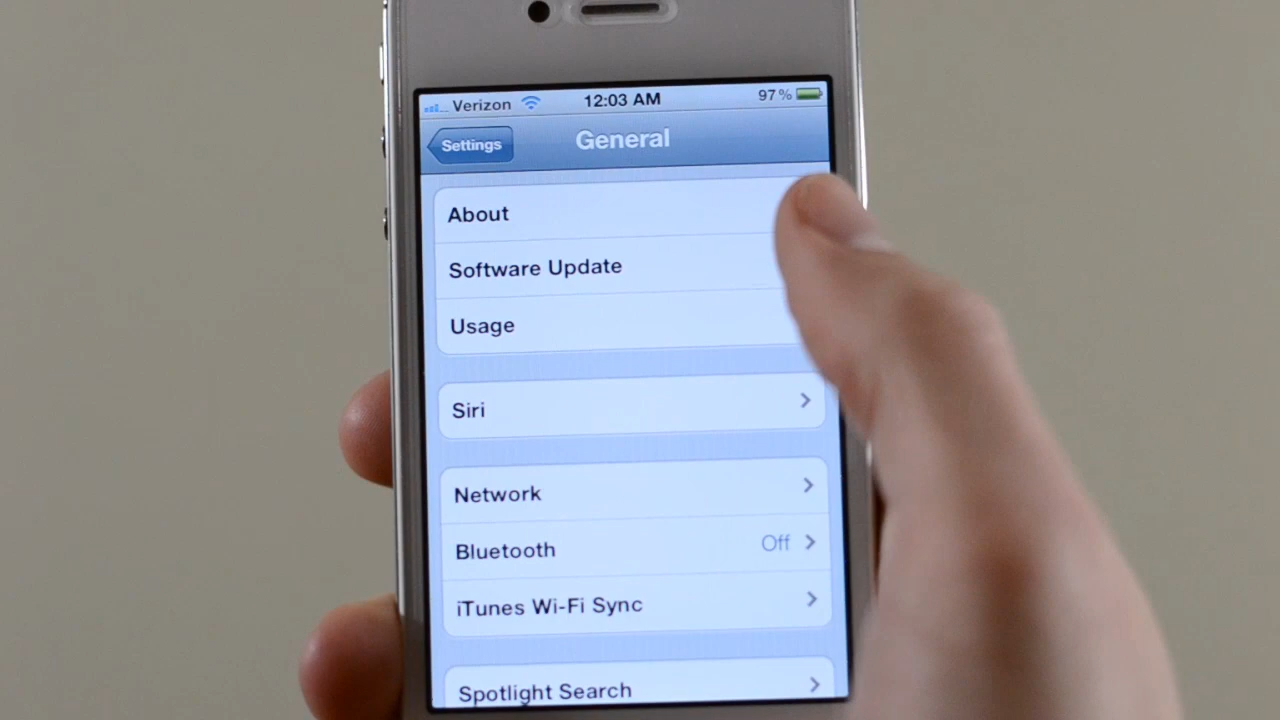 Verizon 12:03 AM 97%
Settings General
About
Software Update
Usage
Siri
Network
Bluetooth Off
iTunes Wi-Fi Sync
Spotlight Search